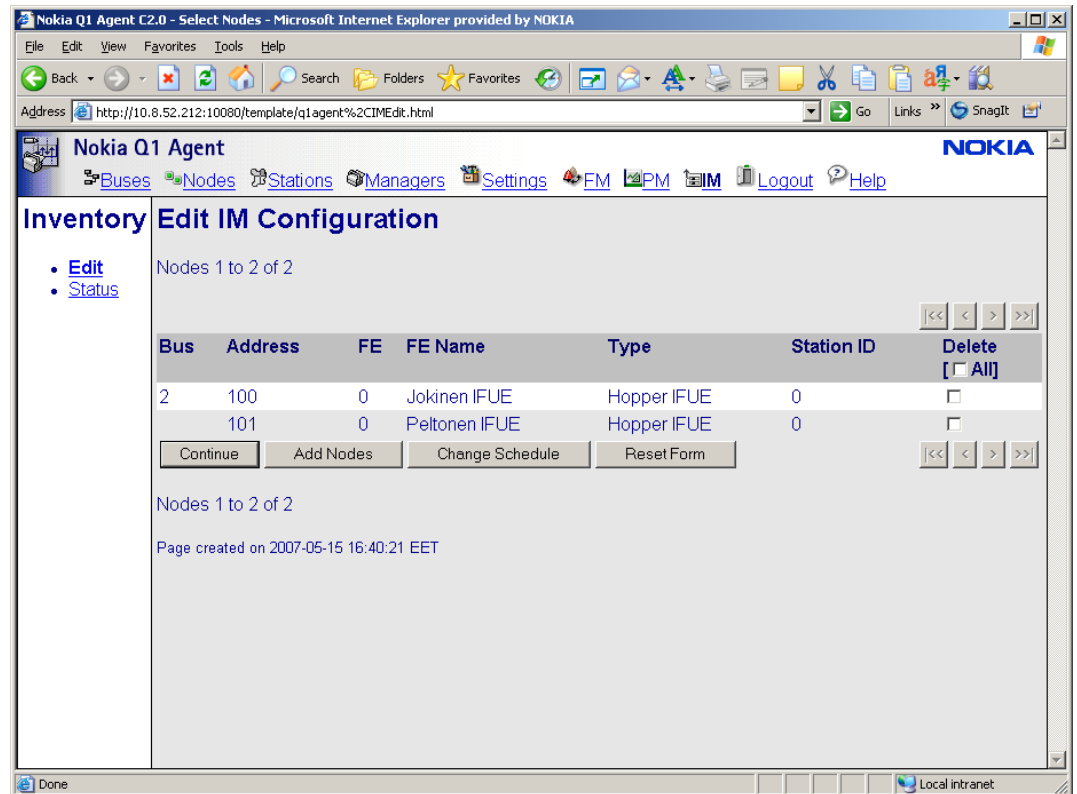 Nokia Q1 Agent C2.0 - Select Nodes - Microsoft Internet Explorer provided by NOKIA
File Edit View Favorites Tools Help
Back Search Folders Favorites
Address http://10.8.52.212:10080/template/q1agent%2CIMEdit.html Go Links » SnagIt
Nokia Q1 Agent NOKIA
Buses Nodes Stations Managers Settings FM PM IM Logout Help
Inventory Edit IM Configuration
• Edit Nodes 1 to 2 of 2
• Status
|<< < > >>|
Bus Address FE FE Name Type Station ID Delete
[ All]
2 100 0 Jokinen IFUE Hopper IFUE 0
101 0 Peltonen IFUE Hopper IFUE 0
Continue Add Nodes Change Schedule Reset Form |<< < > >>|
Nodes 1 to 2 of 2
Page created on 2007-05-15 16:40:21 EET
Done Local intranet